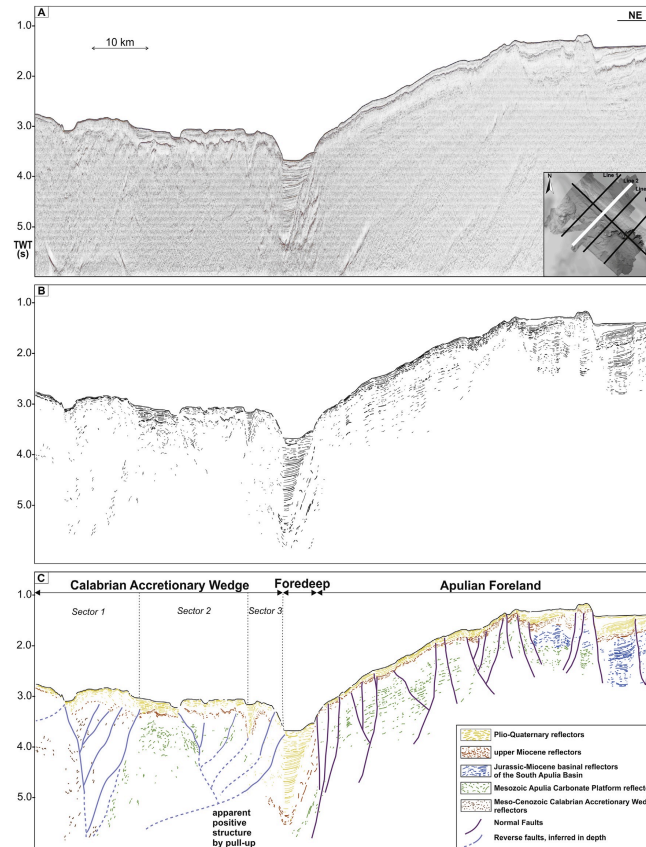 A
NE
10 km
1.0
2.0
3.0
4.0
5.0
TWT
(s)
N
Line 2
B
1.0
2.0
3.0
4.0
5.0
C
Calabrian Accretionary Wedge
Foredeep
Apulian Foreland
Sector 1
Sector 2
Sector 3
1.0
2.0
3.0
4.0
5.0
apparent
positive
structure
by pull-up
Plio-Quaternary reflectors
upper Miocene reflectors
Jurassic-Miocene basinal reflectors
of the South Apulia Basin
Mesozoic Apulia Carbonate Platform reflec
Meso-Cenozoic Calabrian Accretionary Wed
reflectors
Normal Faults
Reverse faults, inferred in depth